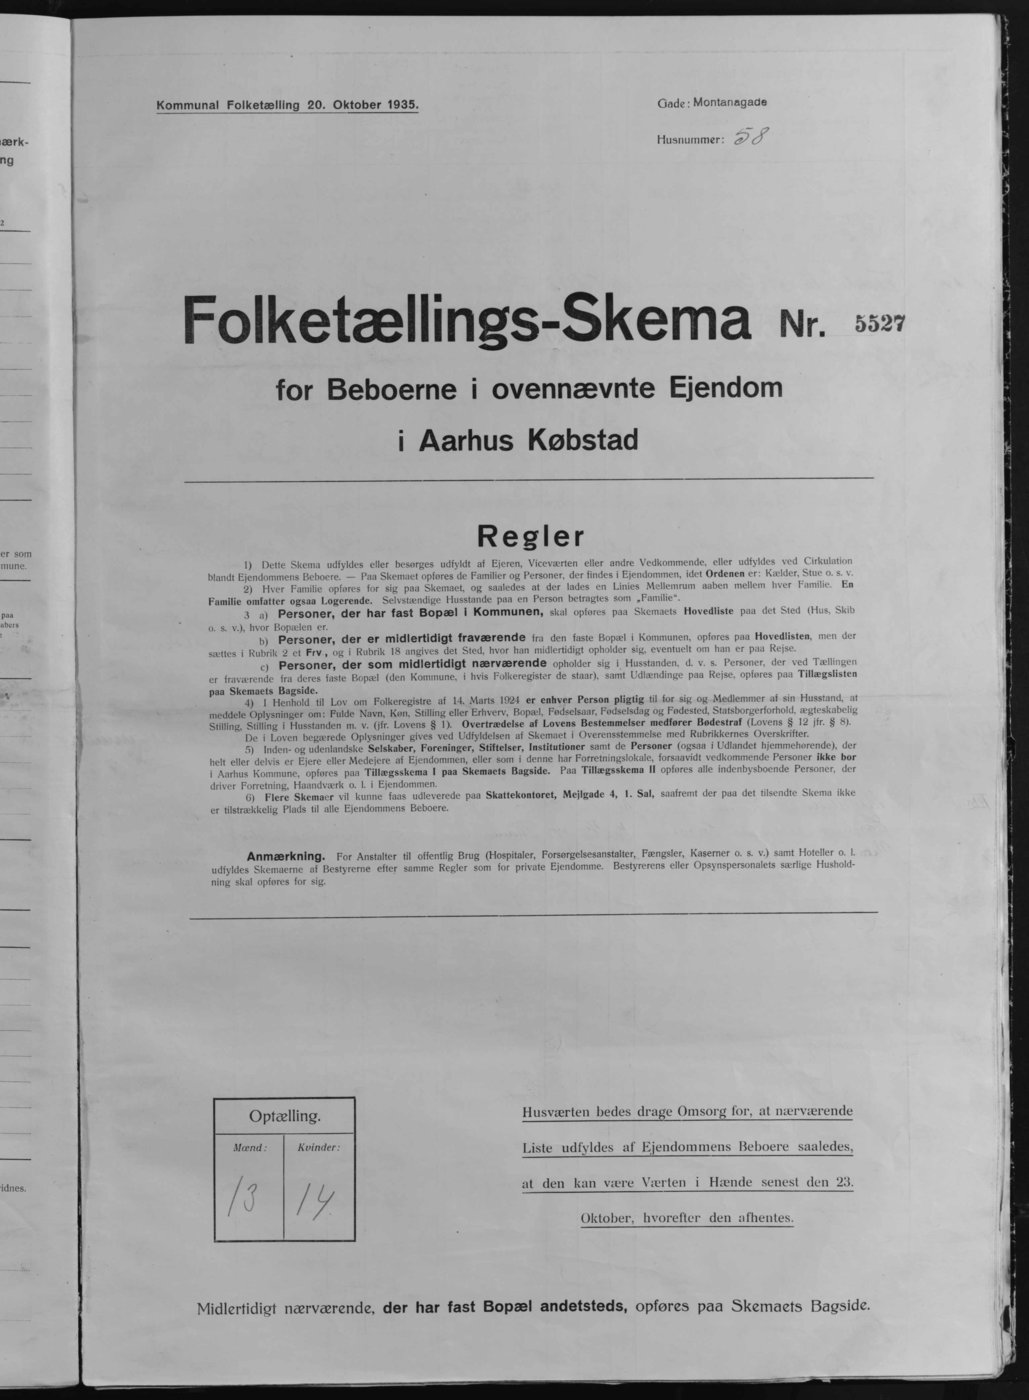 Kommunal Folketælling 20. Oktober 1935.
Gade: Montanagade
Husnummer: 58
Folketællings-Skema Nr. 5527
for Beboerne i ovennævnte Ejendom
i Aarhus Købstad
Regler
1) Dette Skema udfyldes eller besørges udfyldt af Ejeren, Viceværten eller andre Vedkommende, eller udfyldes ved Cirkulation
blandt Ejendommens Beboere. — Paa Skemaet opføres de Familier og Personer, der findes i Ejendommen, idet Ordenen er: Kælder, Stue o. s. v.
2) Hver Familie opføres for sig paa Skemaet, og saaledes at der lades en Linies Mellemrum aaben mellem hver Familie. En
Familie omfatter ogsaa Logerende. Selvstændige Husstande paa en Person betragtes som „Familie“.
3 a) Personer, der har fast Bopæl i Kommunen, skal opføres paa Skemaets Hovedliste paa det Sted (Hus, Skib
o. s. v.), hvor Bopælen er.
b) Personer, der er midlertidigt fraværende fra den faste Bopæl i Kommunen, opføres paa Hovedlisten, men der
sættes i Rubrik 2 et Frv., og i Rubrik 18 angives det Sted, hvor han midlertidigt opholder sig, eventuelt om han er paa Rejse.
c) Personer, der som midlertidigt nærværende opholder sig i Husstanden, d. v. s. Personer, der ved Tællingen
er fraværende fra deres faste Bopæl (den Kommune, i hvis Folkeregister de staar), samt Udlændinge paa Rejse, opføres paa Tillægslisten
paa Skemaets Bagside.
4) I Henhold til Lov om Folkeregistre af 14. Marts 1924 er enhver Person pligtig til for sig og Medlemmer af sin Husstand, at
meddele Oplysninger om: Fulde Navn, Køn, Stilling eller Erhverv, Bopæl, Fødselsaar, Fødselsdag og Fødested, Statsborgerforhold, ægteskabelig
Stilling, Stilling i Husstanden m. v. (jfr. Lovens § 1). Overtrædelse af Lovens Bestemmelser medfører Bødestraf (Lovens § 12 jfr. § 8).
De i Loven begærede Oplysninger gives ved Udfyldelsen af Skemaet i Overensstemmelse med Rubrikkernes Overskrifter.
5) Inden- og udenlandske Selskaber, Foreninger, Stiftelser, Institutioner samt de Personer (ogsaa i Udlandet hjemmehørende), der
helt eller delvis er Ejere eller Medejere af Ejendommen, eller som i denne har Forretningslokale, forsaavidt vedkommende Personer ikke bor
i Aarhus Kommune, opføres paa Tillægsskema I paa Skemaets Bagside. Paa Tillægsskema II opføres alle indenbysboende Personer, der
driver Forretning, Haandværk o. l. i Ejendommen.
6) Flere Skemaer vil kunne faas udleverede paa Skattekontoret, Mejlgade 4, 1. Sal, saafremt der paa det tilsendte Skema ikke
er tilstrækkelig Plads til alle Ejendommens Beboere.
Anmærkning. For Anstalter til offentlig Brug (Hospitaler, Forsørgelsesanstalter, Fængsler, Kaserner o. s. v.) samt Hoteller o. l.
udfyldes Skemaerne af Bestyrerne efter samme Regler som for private Ejendomme. Bestyrerens eller Opsynspersonalets særlige Hushold-
ning skal opføres for sig.
Optælling.
Mænd: Kvinder:
13 14
Husværten bedes drage Omsorg for, at nærværende
Liste udfyldes af Ejendommens Beboere saaledes,
at den kan være Værten i Hænde senest den 23.
Oktober, hvorefter den afhentes.
Midlertidigt nærværende, der har fast Bopæl andetsteds, opføres paa Skemaets Bagside.